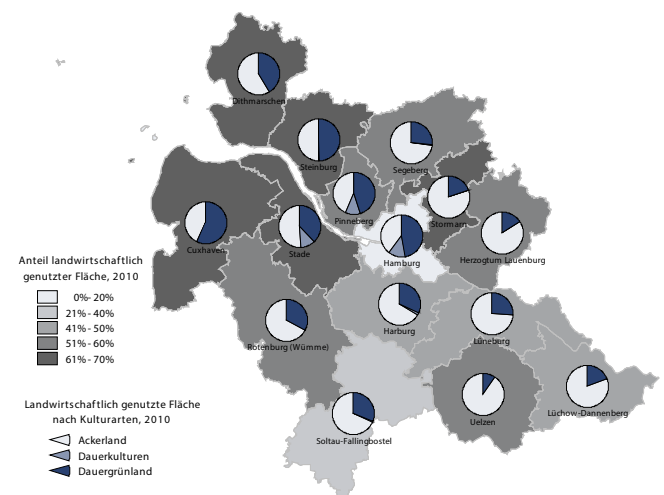 Dithmarschen
Steinburg
Segeberg
Pinneberg
Stormarn
Cuxhaven
Stade
Hamburg
Herzogtum Lauenburg
Anteil landwirtschaftlich
genutzter Fläche, 2010
0%- 20%
21%- 40%
41%- 50%
51%- 60%
61%- 70%
Harburg
Lüneburg
Rotenburg (Wümme)
Landwirtschaftlich genutzte Fläche
nach Kulturarten, 2010
Ackerland
Dauerkulturen
Dauergrünland
Soltau-Fallingbostel
Uelzen
Lüchow-Dannenberg